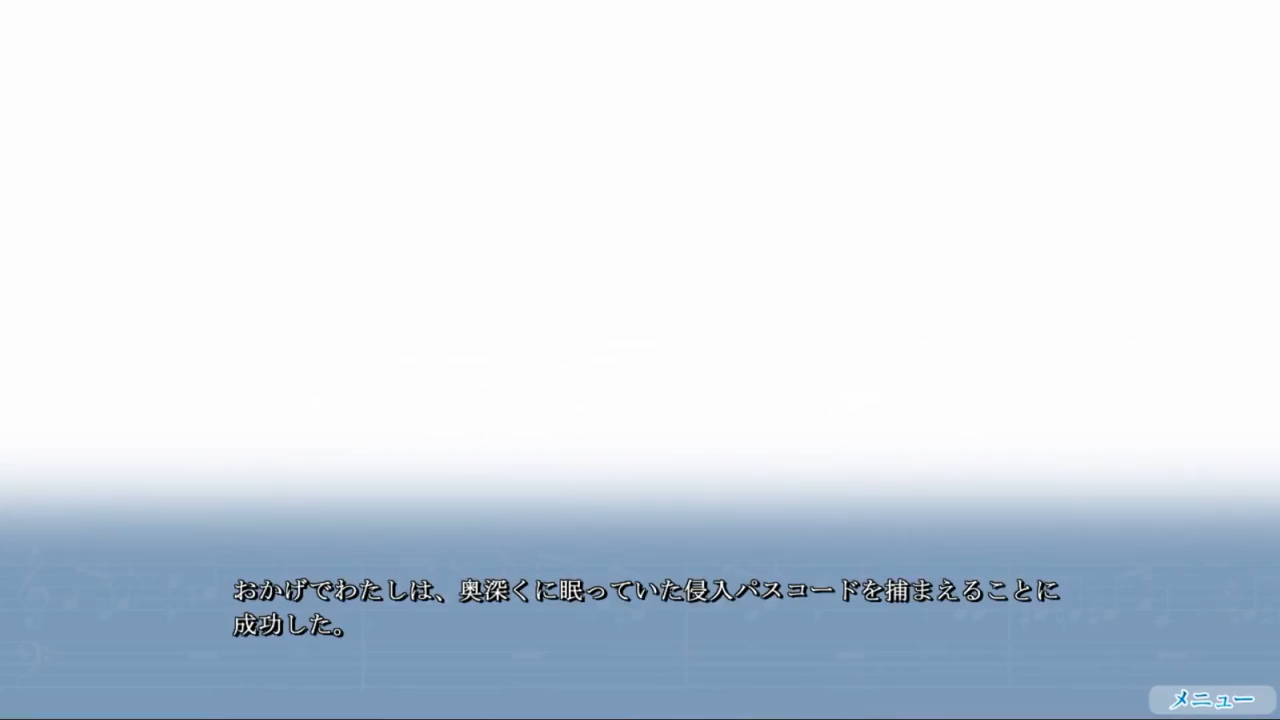 おかげでわたしは、奥深くに眠っていた侵入パスコードを捕まえることに
成功した。
メニュー